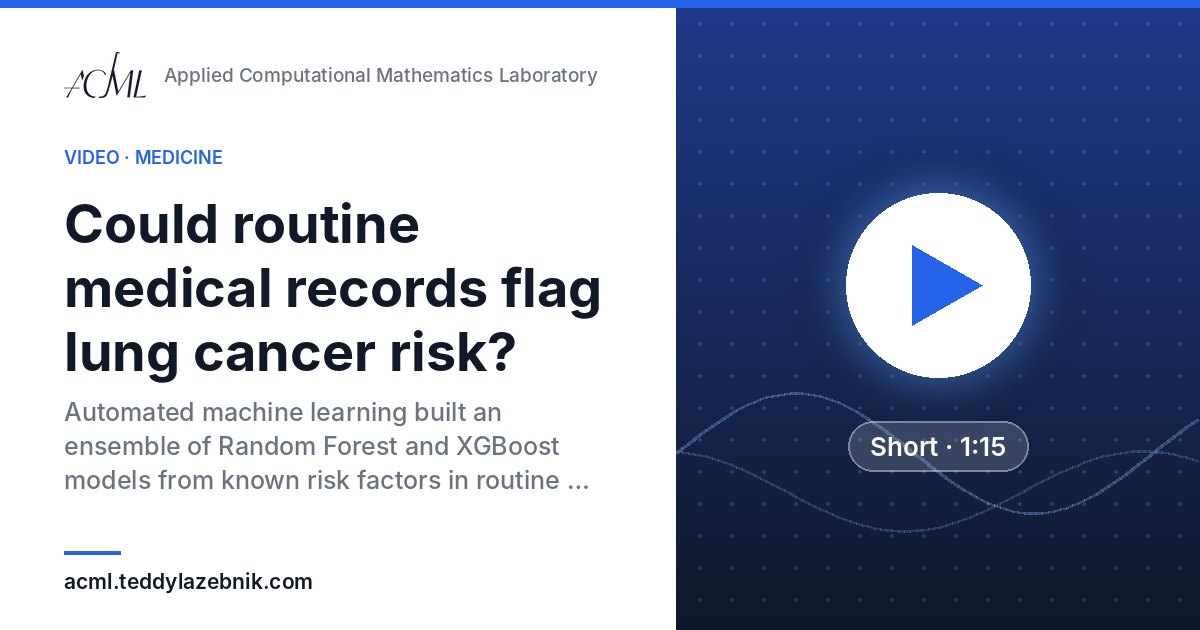 ACML Applied Computational Mathematics Laboratory
VIDEO · MEDICINE
Could routine
medical records flag
lung cancer risk?
Automated machine learning built an
ensemble of Random Forest and XGBoost
models from known risk factors in routine ...
Short · 1:15
acml.teddylazebnik.com